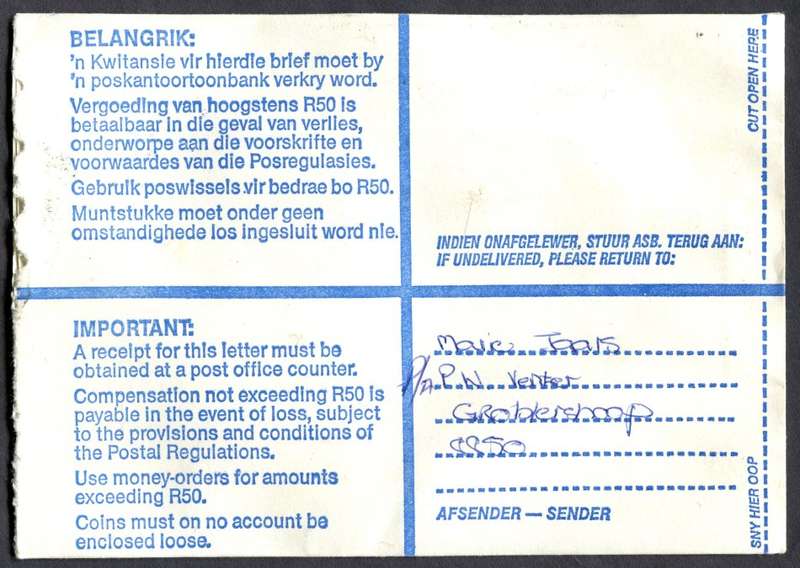 BELANGRIK:
'n Kwitansie vir hierdie brief moet by
'n poskantoortoonbank verkry word.
Vergoeding van hoogstens R50 is
betaalbaar in die geval van verlies,
onderworpe aan die voorskrifte en
voorwaardes van die Posregulasies.
Gebruik poswissels vir bedrae bo R50.
Muntstukke moet onder geen
omstandighede los ingesluit word nie.
CUT OPEN HERE
INDIEN ONAFGELEWER, STUUR ASB. TERUG AAN:
IF UNDELIVERED, PLEASE RETURN TO:
IMPORTANT:
A receipt for this letter must be
obtained at a post office counter.
Compensation not exceeding R50 is
payable in the event of loss, subject
to the provisions and conditions of
the Postal Regulations.
Use money-orders for amounts
exceeding R50.
Coins must on no account be
enclosed loose.
P.W. Venter
Groblershoop
8850
AFSENDER — SENDER
SNY HIER OOP